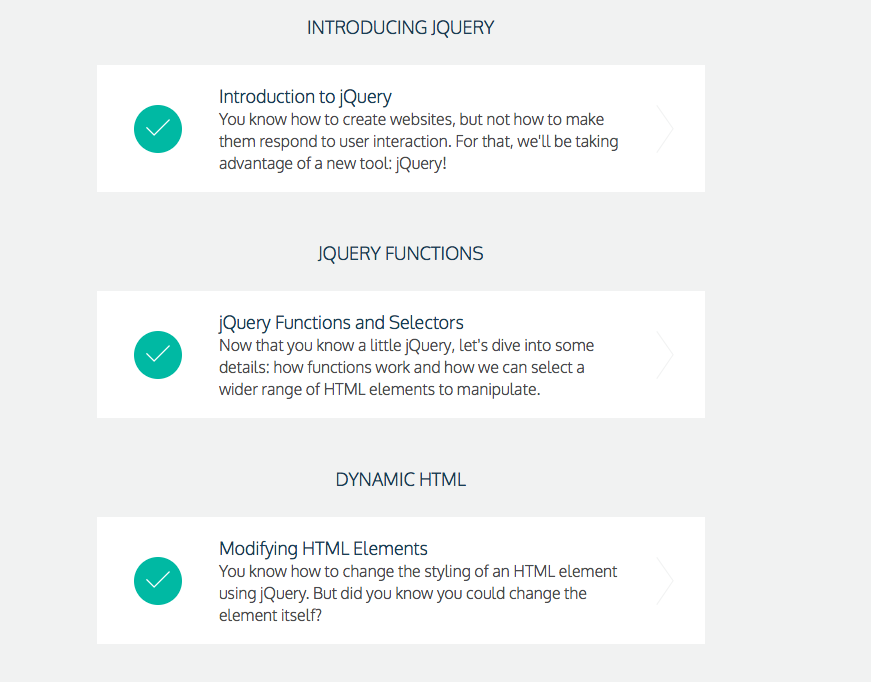 INTRODUCING JQUERY
Introduction to jQuery
You know how to create websites, but not how to make
them respond to user interaction. For that, we'll be taking
advantage of a new tool: jQuery!
JQUERY FUNCTIONS
jQuery Functions and Selectors
Now that you know a little jQuery, let's dive into some
details: how functions work and how we can select a
wider range of HTML elements to manipulate.
DYNAMIC HTML
Modifying HTML Elements
You know how to change the styling of an HTML element
using jQuery. But did you know you could change the
element itself?